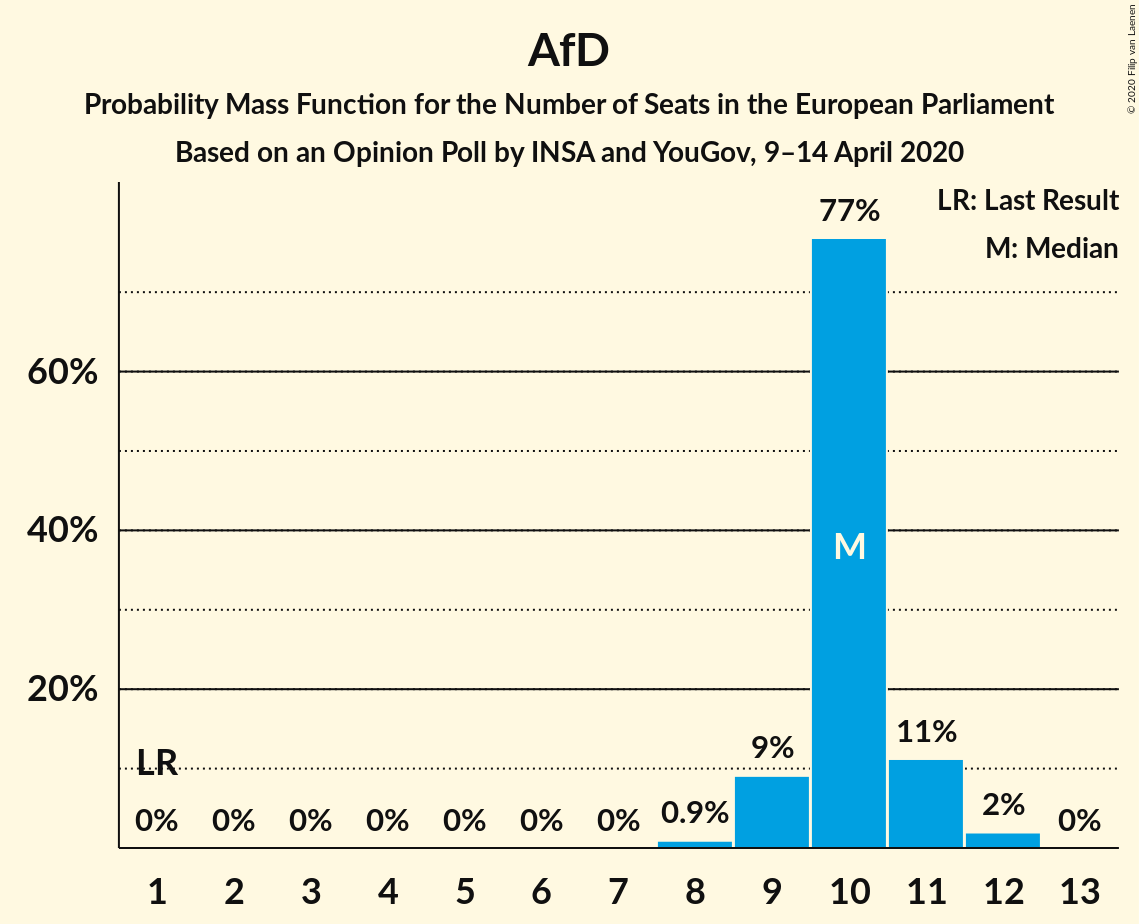 AfD
Probability Mass Function for the Number of Seats in the European Parliament
Based on an Opinion Poll by INSA and YouGov, 9–14 April 2020
© 2020 Filip van Laenen
LR: Last Result
M: Median
77%
60%
40%
M
20%
LR
0%
0%
0%
0%
0%
0%
0%
0.9%
9%
11%
2%
0%
1 2 3 4 5 6 7 8 9 10 11 12 13